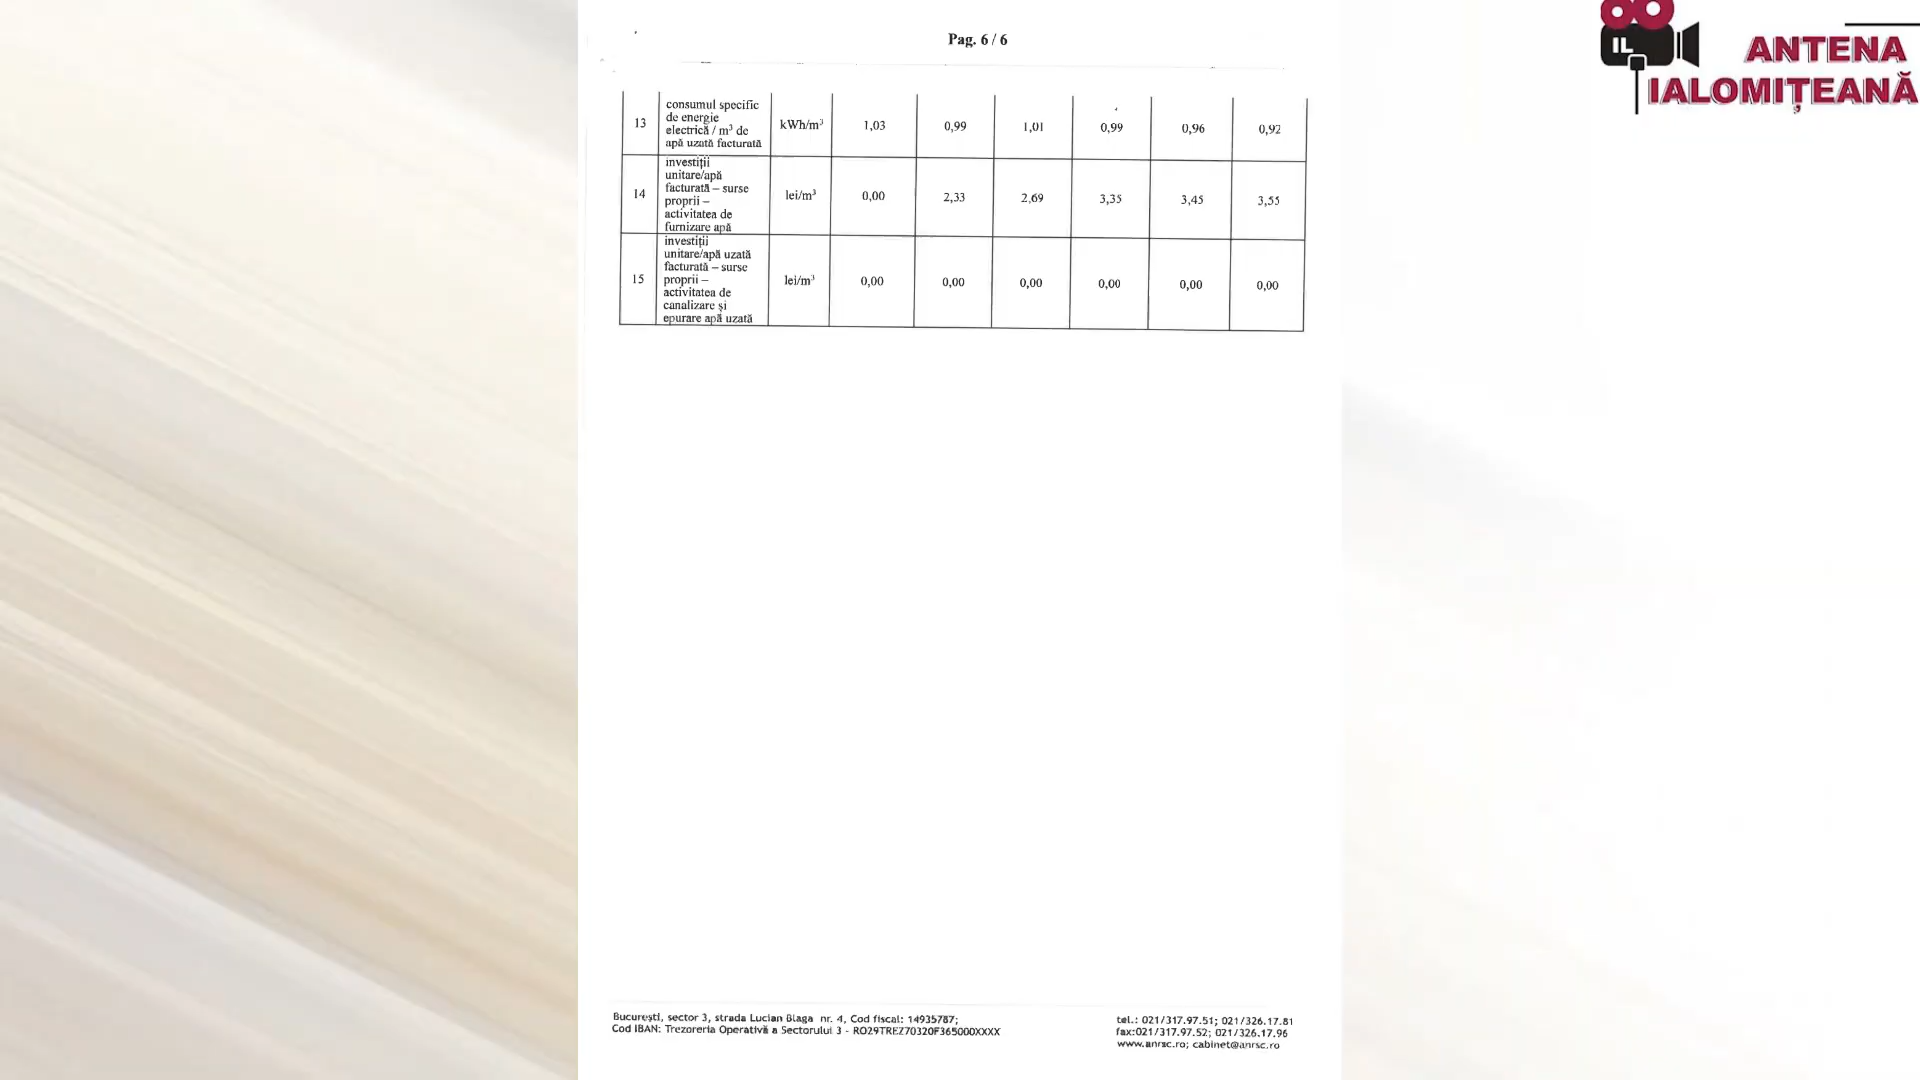 Pag. 6 / 6
IL
ANTENA
IALOMIȚEANĂ
13
consumul specific
de energie
electrică / m³ de
apă uzată facturată
kWh/m³
1,03
0,99
1,01
0,99
0,96
0,92
14
investiții
unitare/apă
facturată – surse
proprii –
activitatea de
furnizare apă
lei/m³
0,00
2,33
2,69
3,35
3,45
3,55
15
investiții
unitare/apă uzată
facturată – surse
proprii –
activitatea de
canalizare și
epurare apă uzată
lei/m³
0,00
0,00
0,00
0,00
0,00
0,00
București, sector 3, strada Lucian Blaga nr. 4, Cod fiscal: 14935787;
Cod IBAN: Trezoreria Operativă a Sectorului 3 - RO29TREZ70320F365000XXXX
tel.: 021/317.97.51; 021/326.17.81
fax:021/317.97.52; 021/326.17.96
www.anrsc.ro; cabinet@anrsc.ro